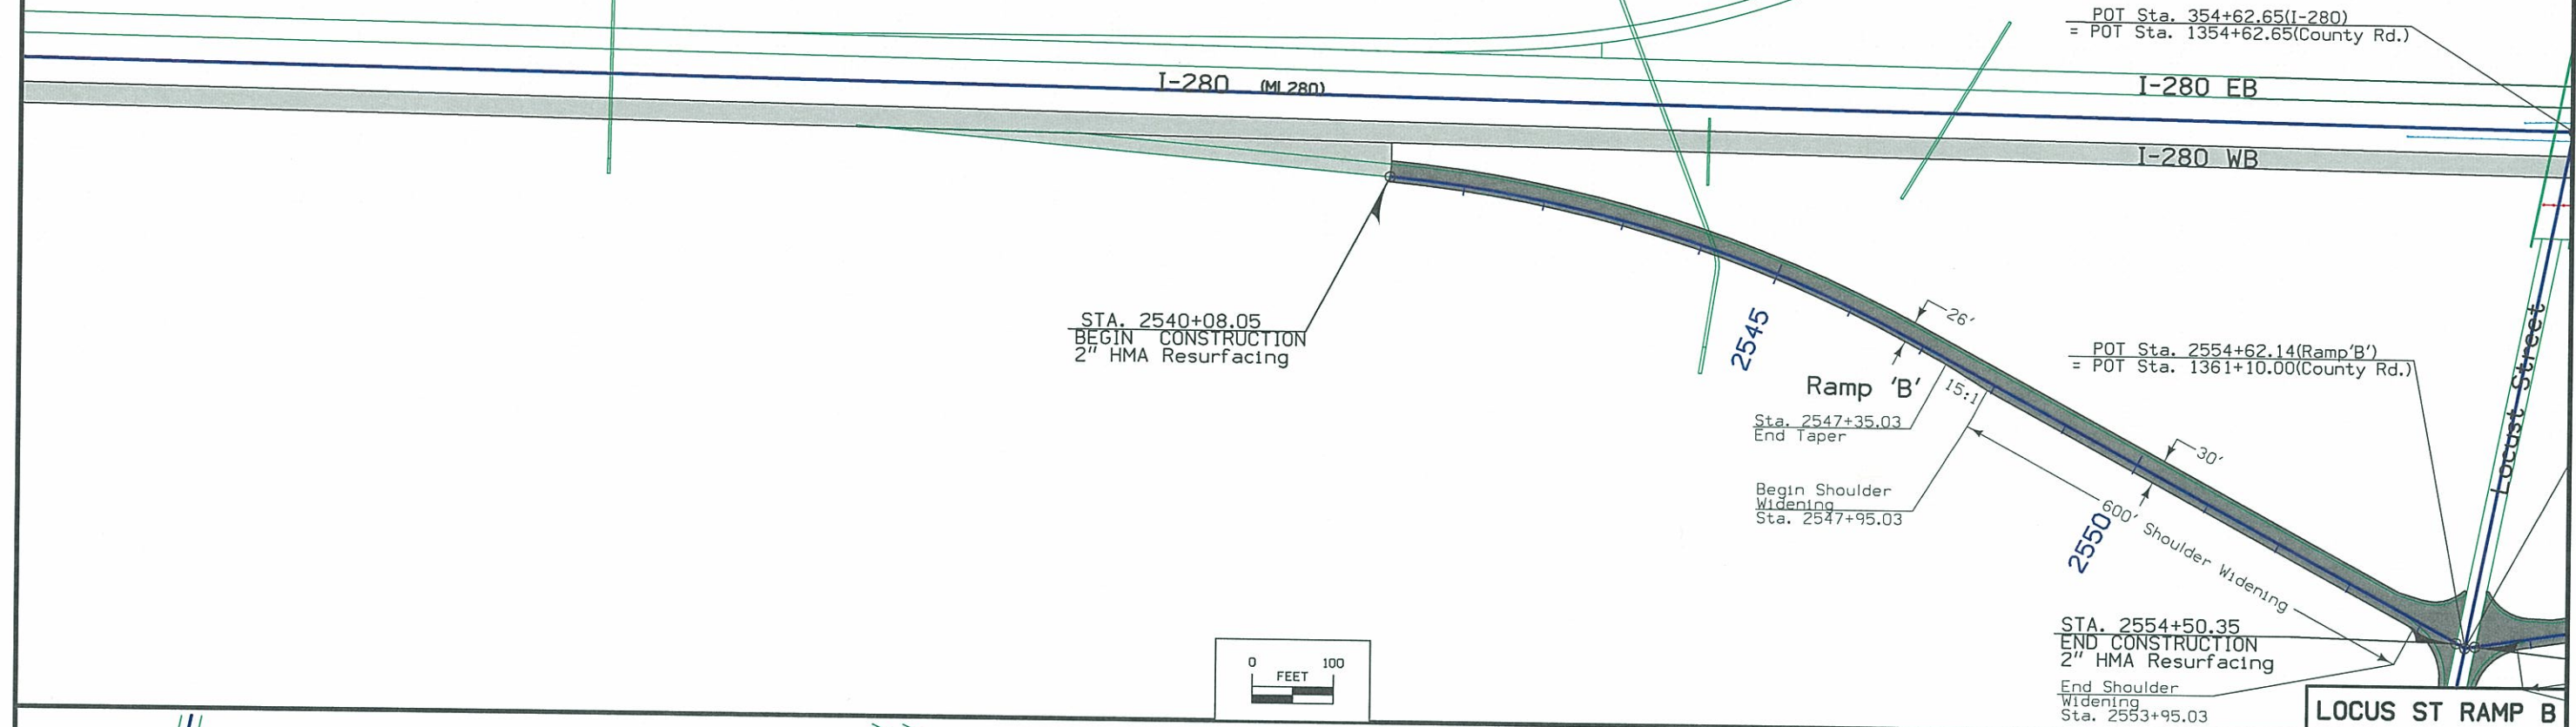 POT Sta. 354+62.65(I-280)
= POT Sta. 1354+62.65(County Rd.)
I-280 (ML280)
I-280 EB
I-280 WB
STA. 2540+08.05
BEGIN CONSTRUCTION
2" HMA Resurfacing
2545
26'
Ramp 'B'
15:1
Sta. 2547+35.03
End Taper
POT Sta. 2554+62.14(Ramp'B')
= POT Sta. 1361+10.00(County Rd.)
Locust Street
30'
Begin Shoulder
Widening
Sta. 2547+95.03
600' Shoulder Widening
2550
STA. 2554+50.35
END CONSTRUCTION
2" HMA Resurfacing
End Shoulder
Widening
Sta. 2553+95.03
0 100
FEET
LOCUS ST RAMP B